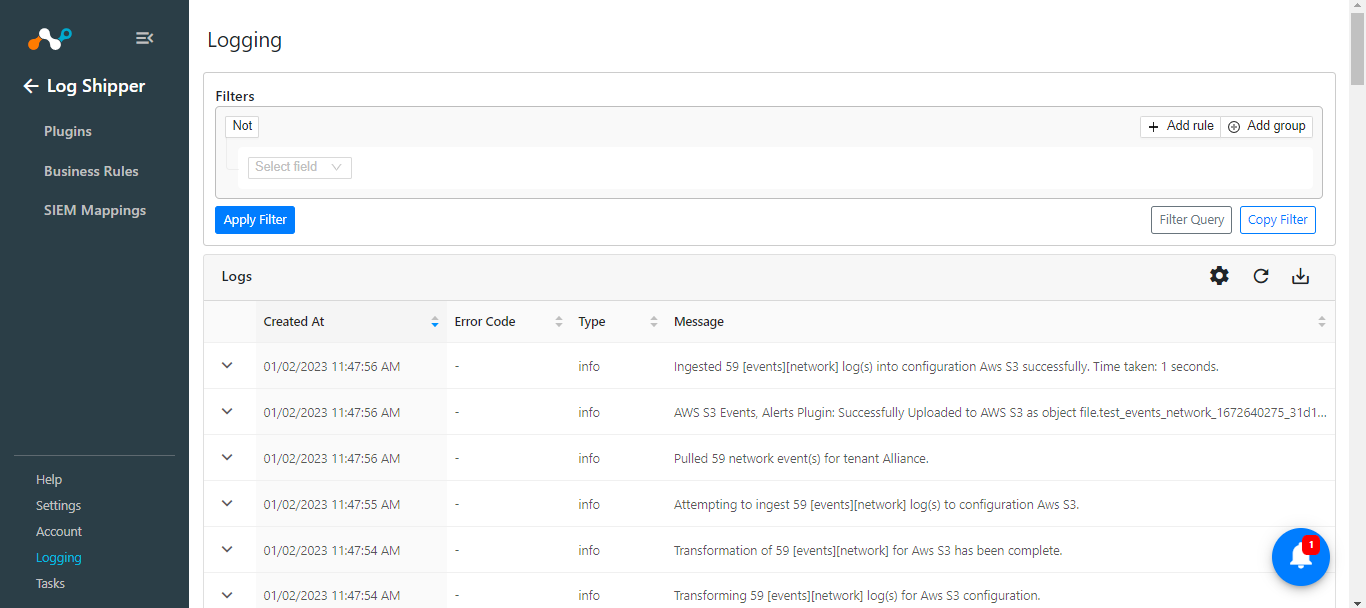 Log Shipper
Plugins
Business Rules
SIEM Mappings
Help
Settings
Account
Logging
Tasks
Logging
Filters
Not
Add rule
Add group
Select field
Apply Filter
Filter Query
Copy Filter
Logs
Created At Error Code Type Message
01/02/2023 11:47:56 AM - info Ingested 59 [events][network] log(s) into configuration Aws S3 successfully. Time taken: 1 seconds.
01/02/2023 11:47:56 AM - info AWS S3 Events, Alerts Plugin: Successfully Uploaded to AWS S3 as object file.test_events_network_1672640275_31d1...
01/02/2023 11:47:56 AM - info Pulled 59 network event(s) for tenant Alliance.
01/02/2023 11:47:55 AM - info Attempting to ingest 59 [events][network] log(s) to configuration Aws S3.
01/02/2023 11:47:54 AM - info Transformation of 59 [events][network] for Aws S3 has been complete.
01/02/2023 11:47:54 AM - info Transforming 59 [events][network] log(s) for Aws S3 configuration.
1